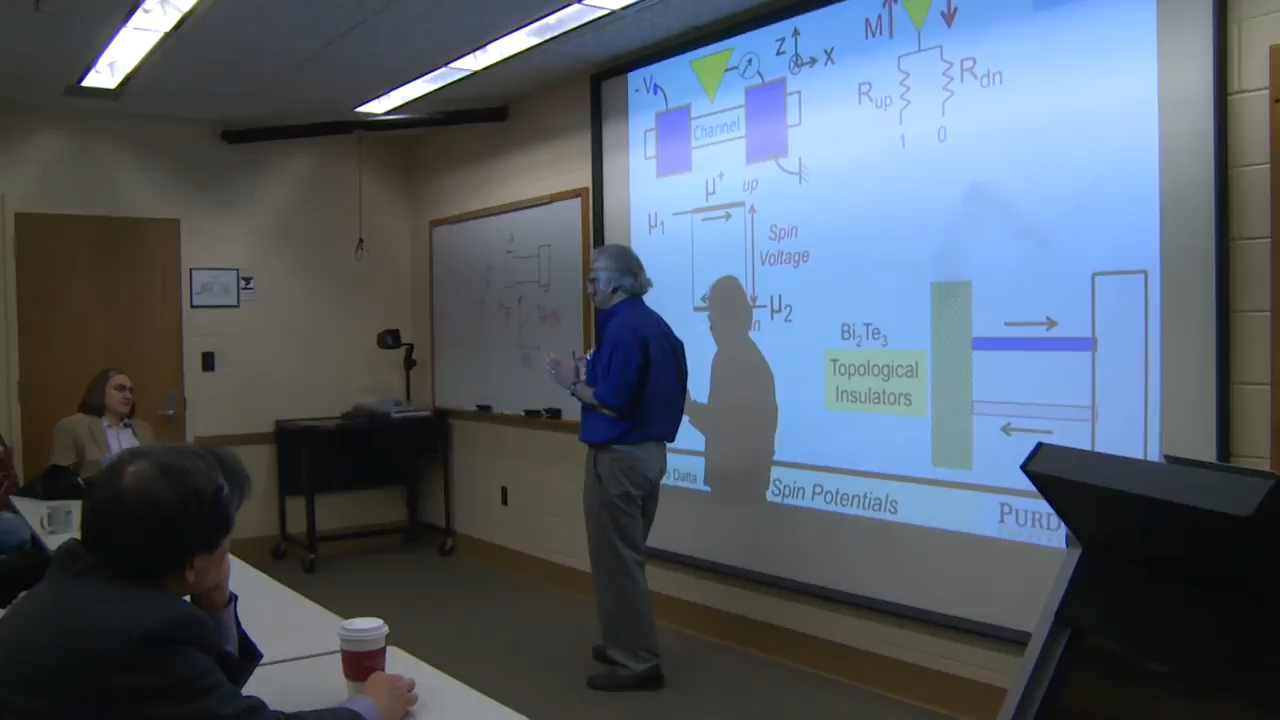 M
Z
X
- V
Channel
R_up
R_dn
1
0
μ⁺
up
μ₁
Spin
Voltage
μ₂
Bi₂Te₃
Topological
Insulators
Datta
Spin Potentials
PURD